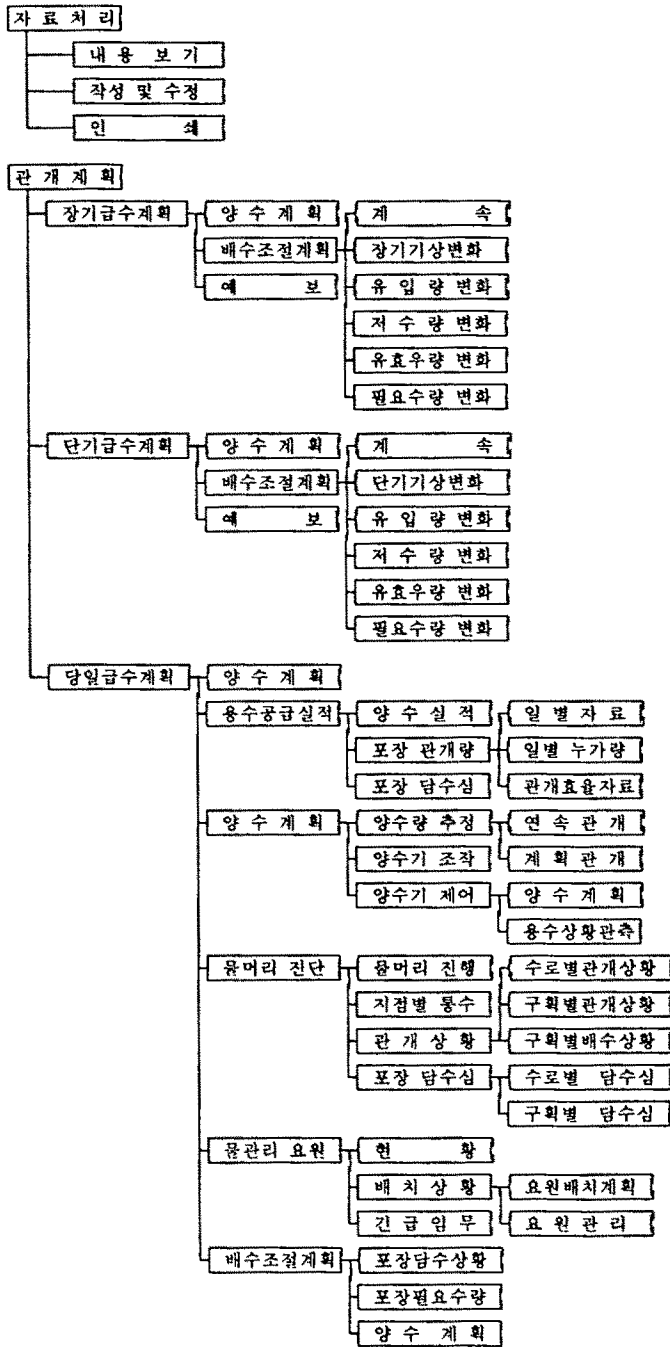 자 료 처 리
내 용 보 기
작성 및 수정
인 쇄
관 개 계 획
장기급수계획 양 수 계 획 계 속
배수조절계획 장기기상변화
예 보 유 입 량 변화
저 수 량 변화
유효우량 변화
필요수량 변화
단기급수계획 양 수 계 획 계 속
배수조절계획 단기기상변화
예 보 유 입 량 변화
저 수 량 변화
유효우량 변화
필요수량 변화
당일급수계획 양 수 계 획
용수공급실적 양 수 실 적 일 별 자 료
포장 관개량 일별 누가량
포장 담수심 관개효율자료
양 수 계 획 양수량 추정 연 속 관 개
양수기 조작 계 획 관 개
양수기 제어 양 수 계 획
용수상황관측
물머리 진단 물머리 진행 수로별관개상황
지점별 통수 구획별관개상황
관 개 상 황 구획별배수상황
포장 담수심 수로별 담수심
구획별 담수심
물관리 요원 현 황
배 치 상 황 요원배치계획
긴 급 임 무 요 원 관 리
배수조절계획 포장담수상황
포장필요수량
양 수 계 획